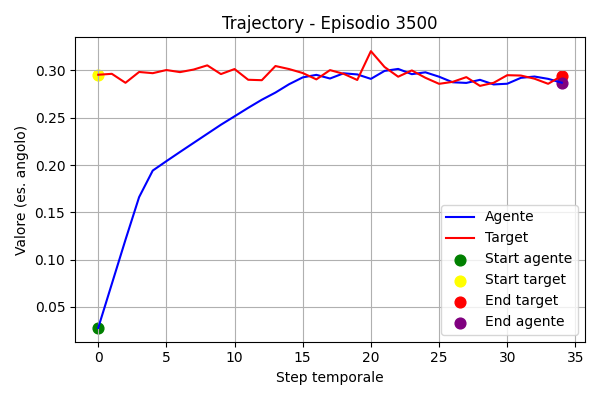 Trajectory - Episodio 3500
Valore (es. angolo)
0.30
0.25
0.20
0.15
0.10
0.05
0
5
10
15
20
25
30
35
Step temporale
Agente
Target
Start agente
Start target
End target
End agente